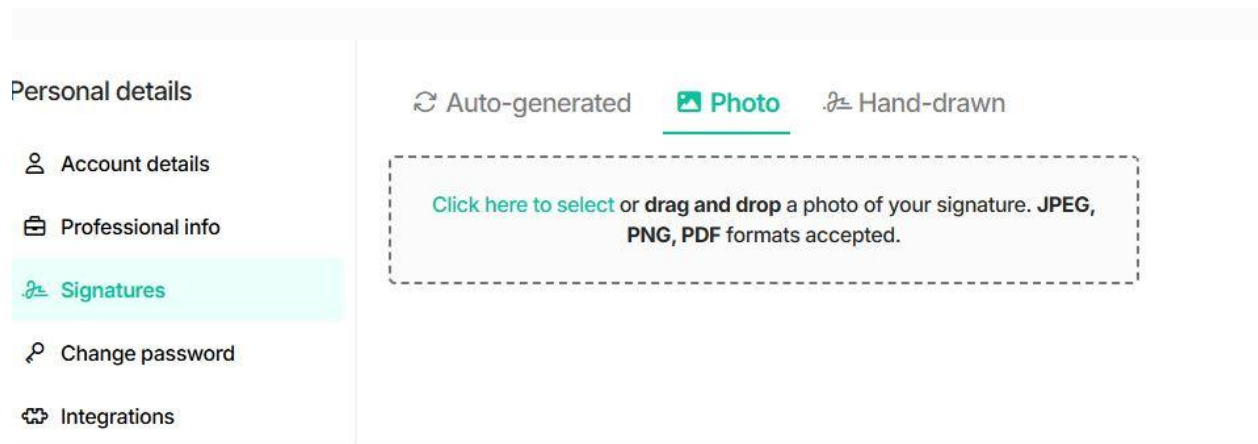 Personal details
Account details
Professional info
Signatures
Change password
Integrations
Auto-generated
Photo
Hand-drawn
Click here to select or drag and drop a photo of your signature. JPEG,
PNG, PDF formats accepted.